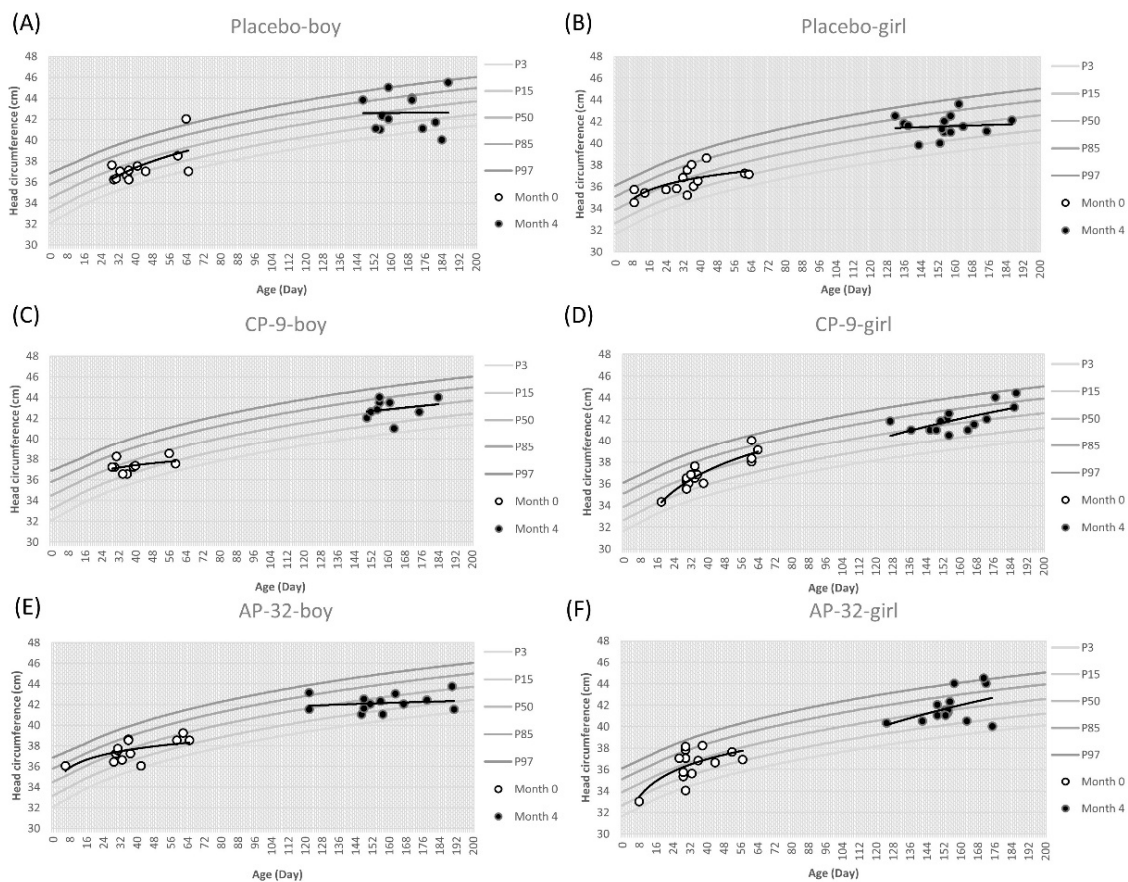 (A)
Placebo-boy
Head circumference (cm)
48
46
44
42
40
38
36
34
32
30
0 8 16 24 32 40 48 56 64 72 80 88 96 104 112 120 128 136 144 152 160 168 176 184 192 200
Age (Day)
P3
P15
P50
P85
P97
Month 0
Month 4
(B)
Placebo-girl
Head circumference (cm)
48
46
44
42
40
38
36
34
32
30
0 8 16 24 32 40 48 56 64 72 80 88 96 104 112 120 128 136 144 152 160 168 176 184 192 200
Age (Day)
P3
P15
P50
P85
P97
Month 0
Month 4
(C)
CP-9-boy
Head circumference (cm)
48
46
44
42
40
38
36
34
32
30
0 8 16 24 32 40 48 56 64 72 80 88 96 104 112 120 128 136 144 152 160 168 176 184 192 200
Age (Day)
P3
P15
P50
P85
P97
Month 0
Month 4
(D)
CP-9-girl
Head circumference (cm)
48
46
44
42
40
38
36
34
32
30
0 8 16 24 32 40 48 56 64 72 80 88 96 104 112 120 128 136 144 152 160 168 176 184 192 200
Age (Day)
P3
P15
P50
P85
P97
Month 0
Month 4
(E)
AP-32-boy
Head circumference (cm)
48
46
44
42
40
38
36
34
32
30
0 8 16 24 32 40 48 56 64 72 80 88 96 104 112 120 128 136 144 152 160 168 176 184 192 200
Age (Day)
P3
P15
P50
P85
P97
Month 0
Month 4
(F)
AP-32-girl
Head circumference (cm)
48
46
44
42
40
38
36
34
32
30
0 8 16 24 32 40 48 56 64 72 80 88 96 104 112 120 128 136 144 152 160 168 176 184 192 200
Age (Day)
P3
P15
P50
P85
P97
Month 0
Month 4